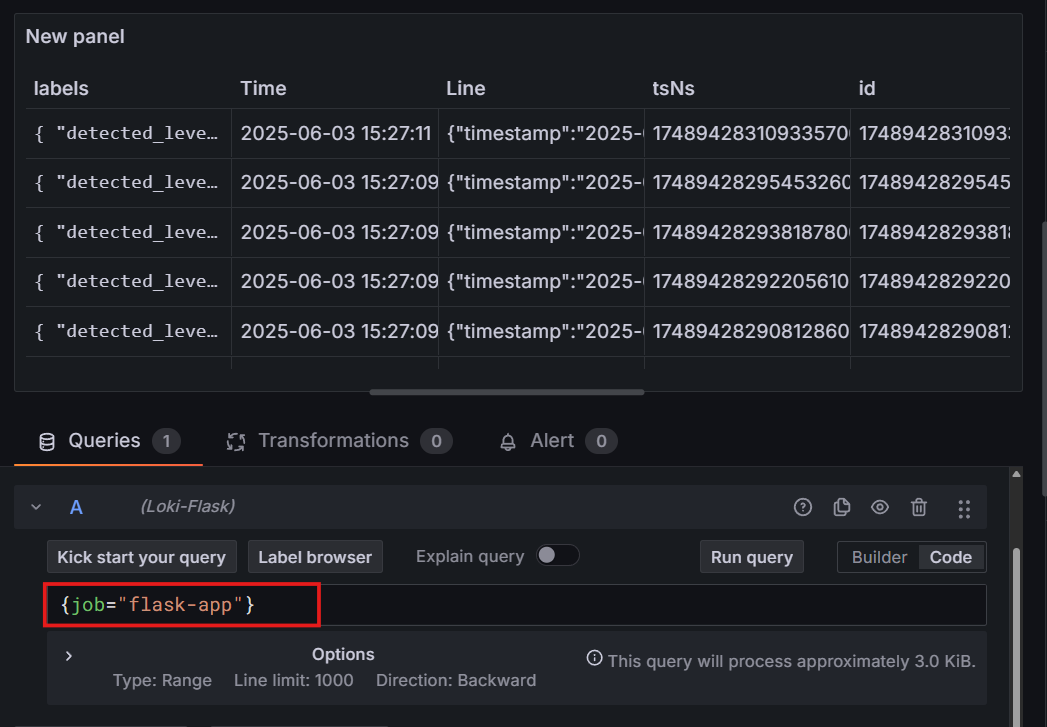 New panel
labels Time Line tsNs id
{ "detected_leve… 2025-06-03 15:27:11 {"timestamp":"2025- 1748942831093357 174894283109
{ "detected_leve… 2025-06-03 15:27:09 {"timestamp":"2025- 17489428295453260 1748942829545
{ "detected_leve… 2025-06-03 15:27:09 {"timestamp":"2025- 17489428293818780 174894282938
{ "detected_leve… 2025-06-03 15:27:09 {"timestamp":"2025- 1748942829220561 1748942829220
{ "detected_leve… 2025-06-03 15:27:09 {"timestamp":"2025- 1748942829081286 174894282908
Queries 1 Transformations 0 Alert 0
A (Loki-Flask)
Kick start your query Label browser Explain query Run query Builder Code
{job="flask-app"}
Options This query will process approximately 3.0 KiB.
Type: Range Line limit: 1000 Direction: Backward